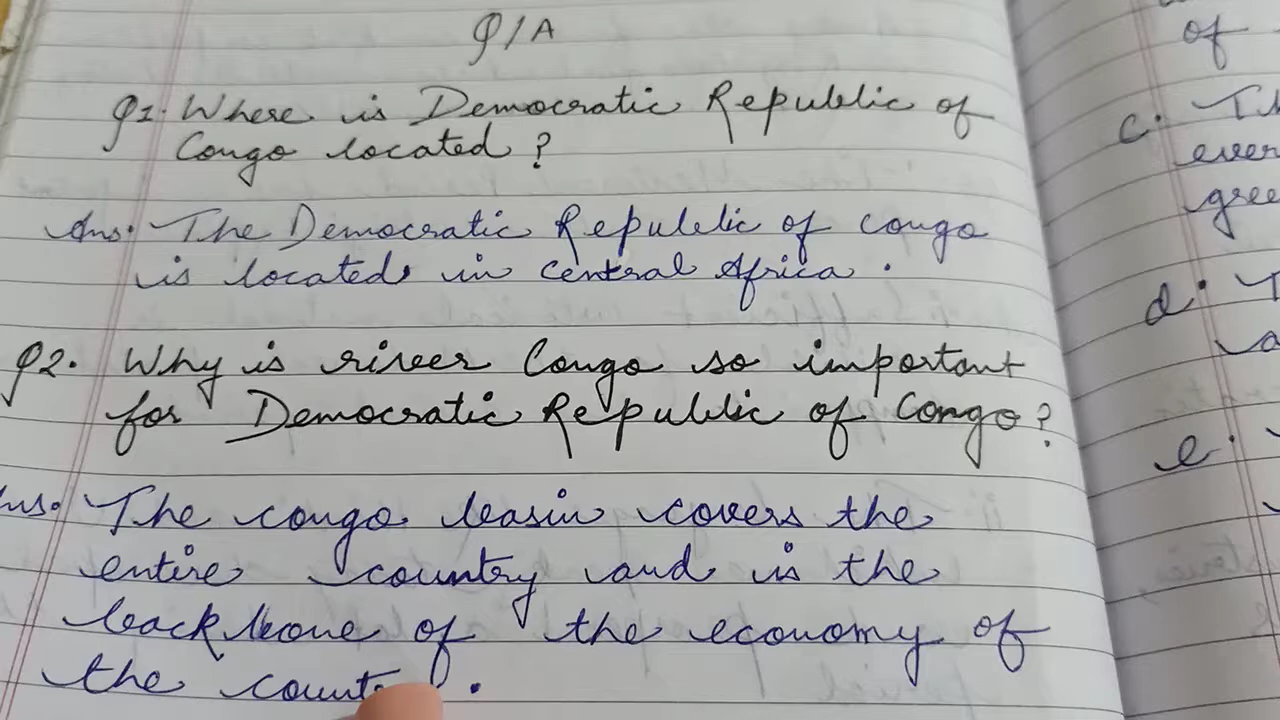 Q/A
Q1. Where is Democratic Republic of
Congo located?
Ans. The Democratic Republic of congo
is located in central Africa.
Q2. Why is river Congo so important
for Democratic Republic of Congo?
Ans. The congo basin covers the
entire country and is the
backbone of the economy of
the
of
c. 
ever
gree
d.
e.